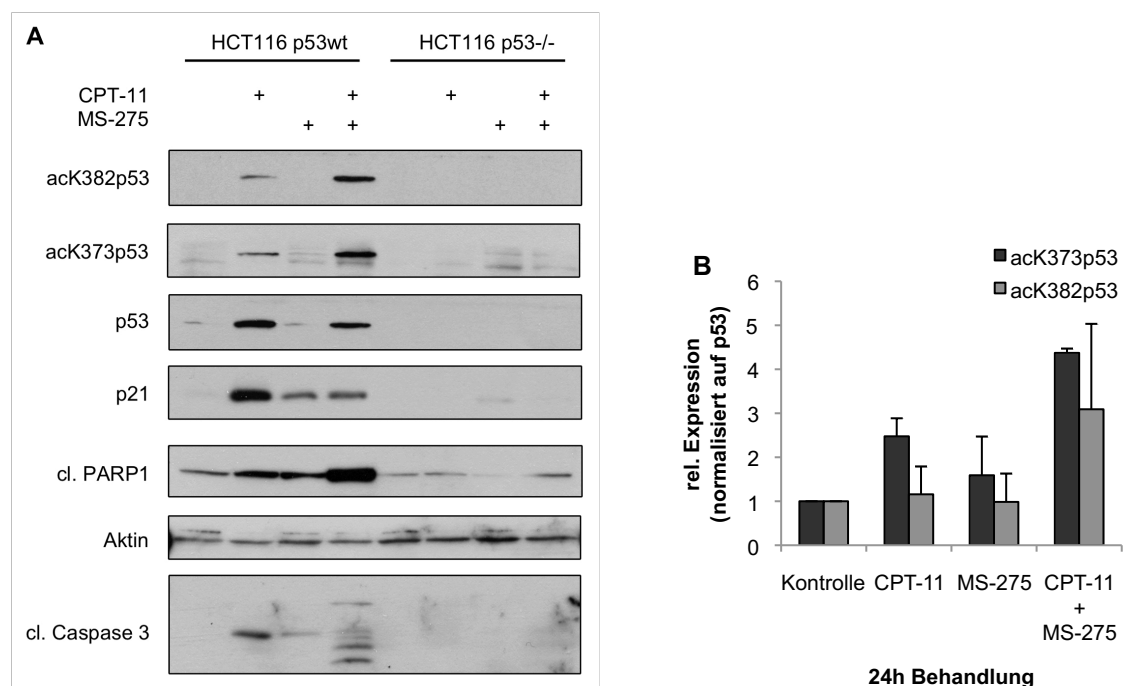 A
HCT116 p53wt HCT116 p53-/-
CPT-11 + + + +
MS-275 + + + +
acK382p53
acK373p53
p53
p21
cl. PARP1
Aktin
cl. Caspase 3
B
acK373p53
acK382p53
rel. Expression
(normalisiert auf p53)
6
5
4
3
2
1
0
Kontrolle CPT-11 MS-275 CPT-11
+
MS-275
24h Behandlung